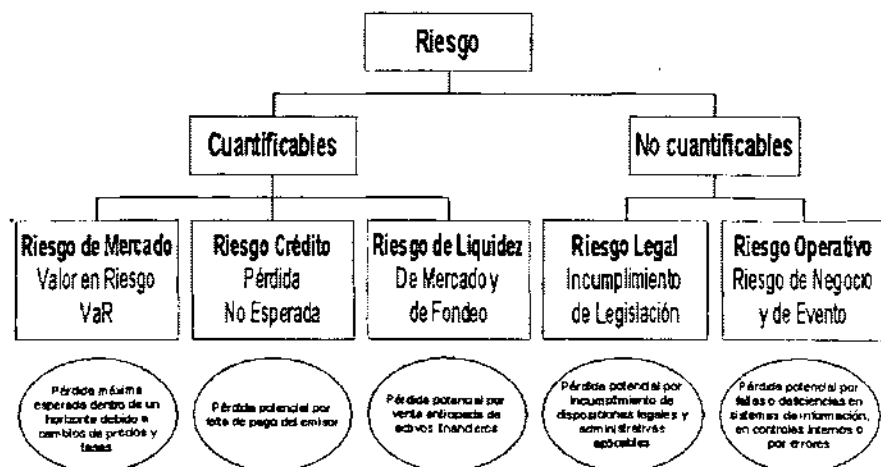 Riesgo
Cuantificables
No cuantificables
Riesgo de Mercado
Valor en Riesgo
VaR
Riesgo Crédito
Pérdida
No Esperada
Riesgo de Liquidez
De Mercado y
de Fondeo
Riesgo Legal
Incumplimiento
de Legislación
Riesgo Operativo
Riesgo de Negocio
y de Evento
Pérdida máxima
esperada dentro de un
horizonte debido a
cambios de precios y
tasas
Pérdida potencial por
falta de pago del emisor
Pérdida potencial por
venta anticipada de
activos financieros
Pérdida potencial por
incumplimiento de
disposiciones legales y
administrativas
aplicables
Pérdida potencial por
fallas o deficiencias en
sistemas de información,
en controles internos o
por errores